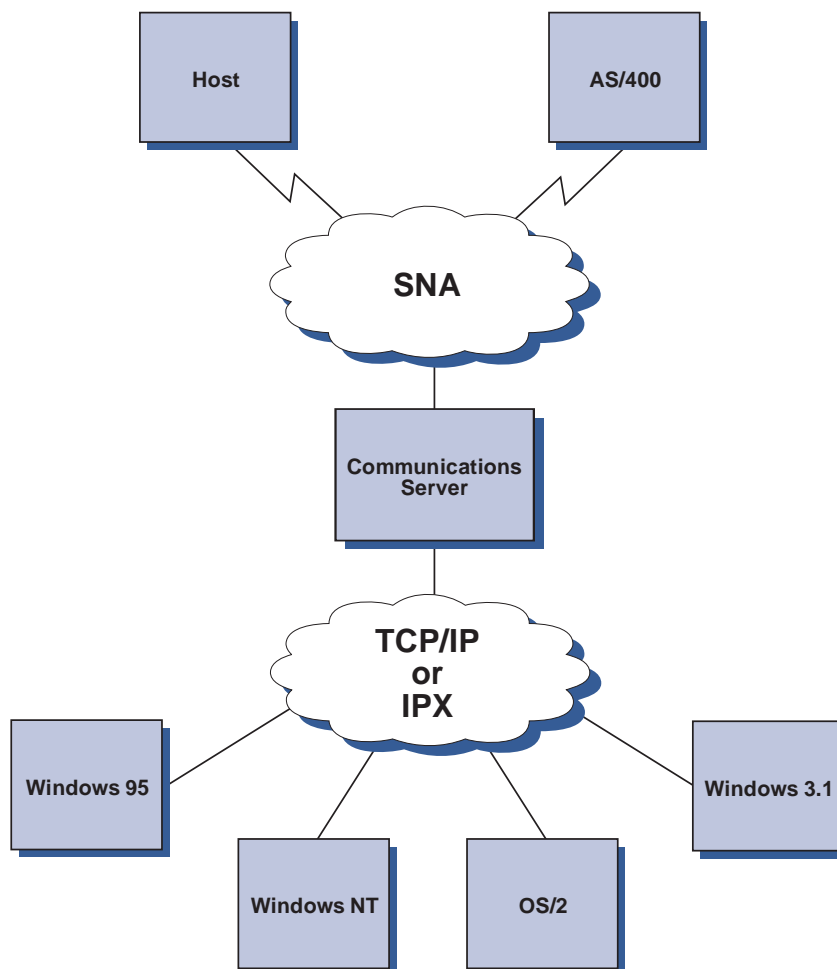 Host
AS/400
SNA
Communications
Server
TCP/IP
or
IPX
Windows 95
Windows 3.1
Windows NT
OS/2